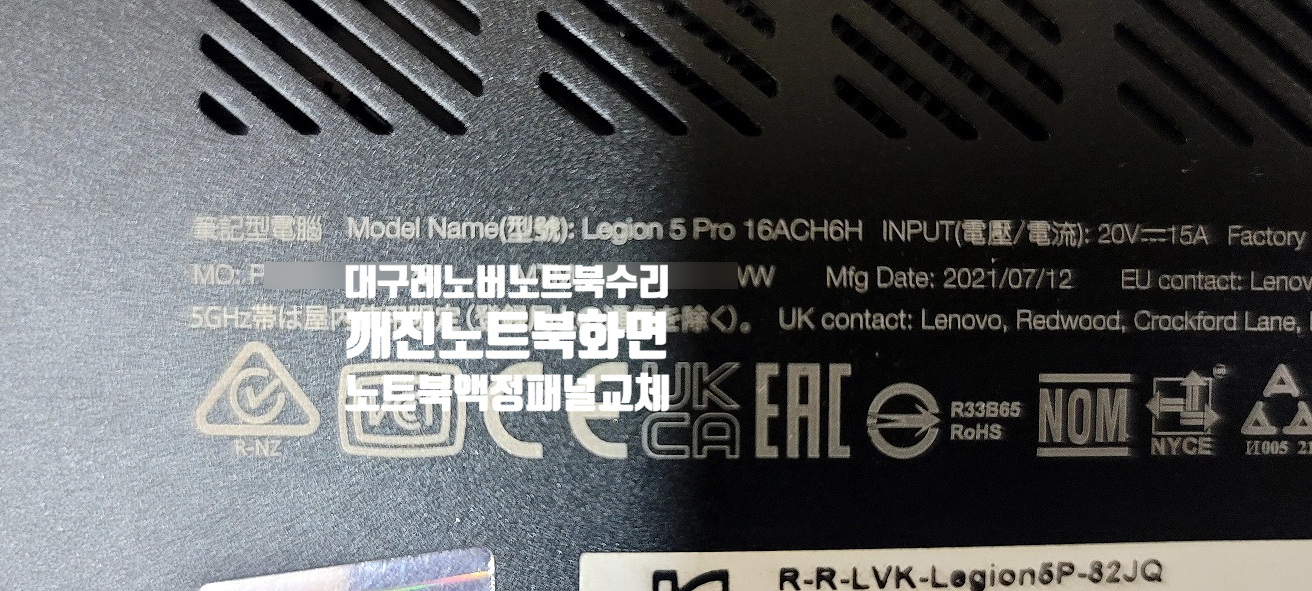 筆記型電腦 Model Name(型號): Legion 5 Pro 16ACH6H INPUT(電壓/電流): 20V⎓15A Factory
MO: P WW Mfg Date: 2021/07/12 EU contact: Lenov
대구레노버노트북수리
5GHz帯は屋内 を除く)。 UK contact: Lenovo, Redwood, Crockford Lane,
깨진노트북화면
노트북액정패널교체
R-NZ
CE
UK
CA
EAC
R33B65
RoHS
NOM
NYCE
A
И005
R-R-LVK-Legion5P-82JQ